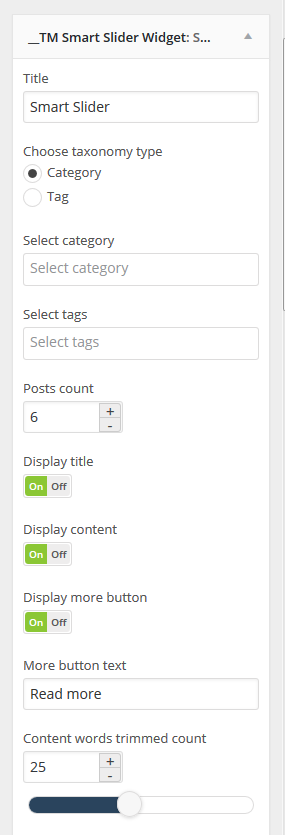 __TM Smart Slider Widget: S...
Title
Smart Slider
Choose taxonomy type
Category
Tag
Select category
Select category
Select tags
Select tags
Posts count
6 + -
Display title
On Off
Display content
On Off
Display more button
On Off
More button text
Read more
Content words trimmed count
25 + -